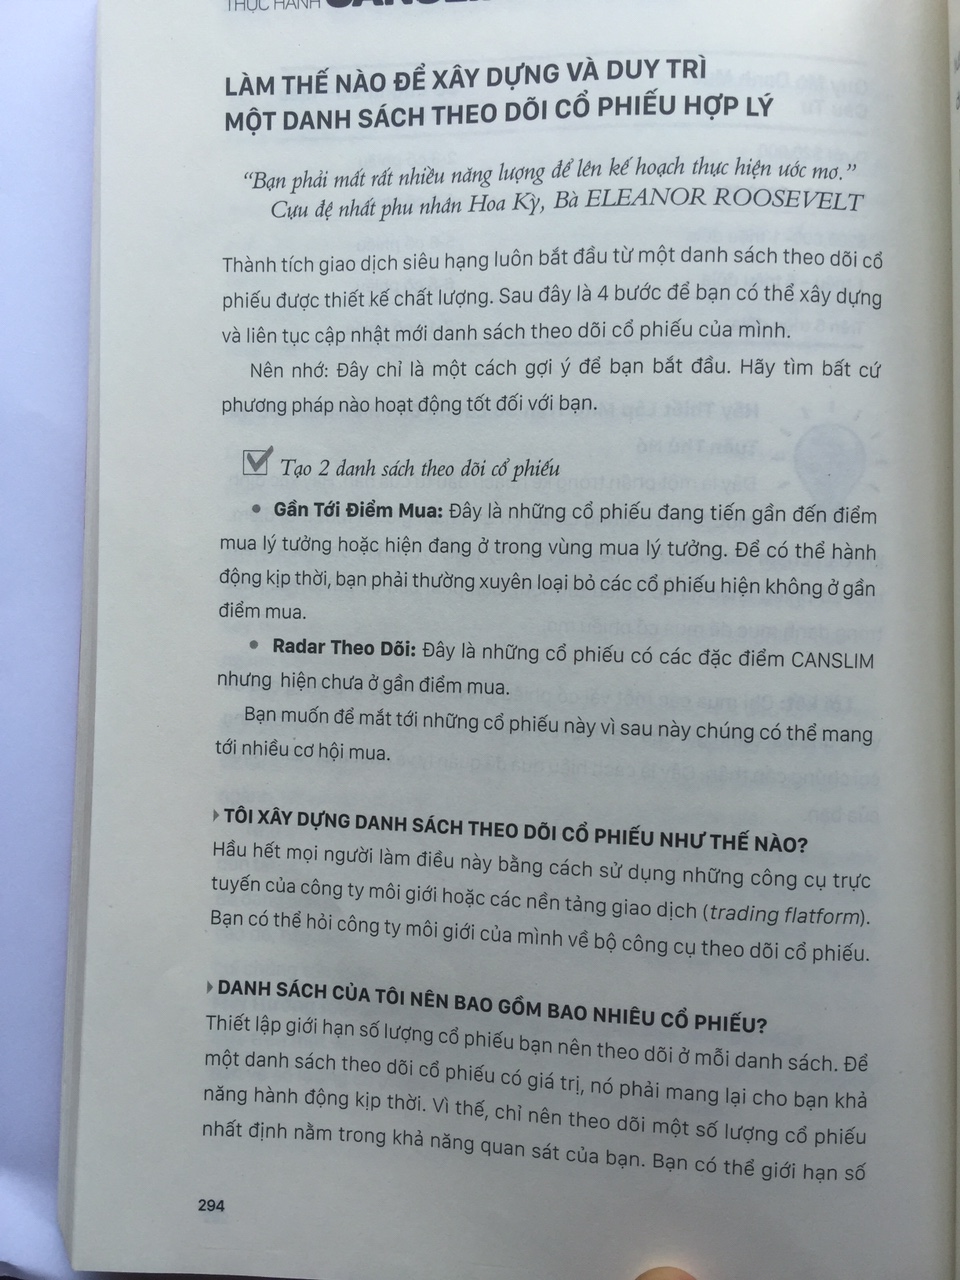 THỰC HÀNH CANSLIM
LÀM THẾ NÀO ĐỂ XÂY DỰNG VÀ DUY TRÌ
MỘT DANH SÁCH THEO DÕI CỔ PHIẾU HỢP LÝ
“Bạn phải mất rất nhiều năng lượng để lên kế hoạch thực hiện ước mơ.”
Cựu đệ nhất phu nhân Hoa Kỳ, Bà ELEANOR ROOSEVELT
Thành tích giao dịch siêu hạng luôn bắt đầu từ một danh sách theo dõi cổ
phiếu được thiết kế chất lượng. Sau đây là 4 bước để bạn có thể xây dựng
và liên tục cập nhật mới danh sách theo dõi cổ phiếu của mình.
Nên nhớ: Đây chỉ là một cách gợi ý để bạn bắt đầu. Hãy tìm bất cứ
phương pháp nào hoạt động tốt đối với bạn.
Tạo 2 danh sách theo dõi cổ phiếu
• Gần Tới Điểm Mua: Đây là những cổ phiếu đang tiến gần đến điểm
mua lý tưởng hoặc hiện đang ở trong vùng mua lý tưởng. Để có thể hành
động kịp thời, bạn phải thường xuyên loại bỏ các cổ phiếu hiện không ở gần
điểm mua.
• Radar Theo Dõi: Đây là những cổ phiếu có các đặc điểm CANSLIM
nhưng hiện chưa ở gần điểm mua.
Bạn muốn để mắt tới những cổ phiếu này vì sau này chúng có thể mang
tới nhiều cơ hội mua.
TÔI XÂY DỰNG DANH SÁCH THEO DÕI CỔ PHIẾU NHƯ THẾ NÀO?
Hầu hết mọi người làm điều này bằng cách sử dụng những công cụ trực
tuyến của công ty môi giới hoặc các nền tảng giao dịch (trading flatform).
Bạn có thể hỏi công ty môi giới của mình về bộ công cụ theo dõi cổ phiếu.
DANH SÁCH CỦA TÔI NÊN BAO GỒM BAO NHIÊU CỔ PHIẾU?
Thiết lập giới hạn số lượng cổ phiếu bạn nên theo dõi ở mỗi danh sách. Để
một danh sách theo dõi cổ phiếu có giá trị, nó phải mang lại cho bạn khả
năng hành động kịp thời. Vì thế, chỉ nên theo dõi một số lượng cổ phiếu
nhất định nằm trong khả năng quan sát của bạn. Bạn có thể giới hạn số
294